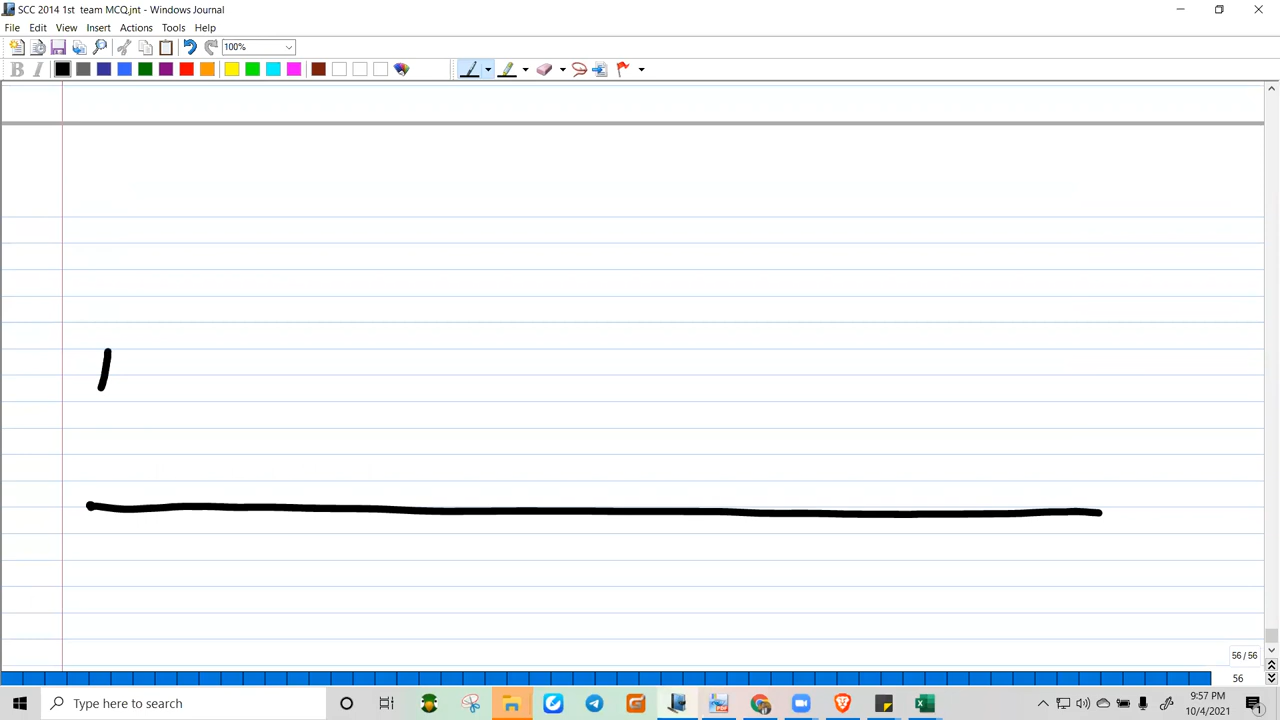 SCC 2014 1st team MCQ.jnt - Windows Journal
File Edit View Insert Actions Tools Help
100%
B I
56 / 56
56
Type here to search
9:57 PM
10/4/2021
1